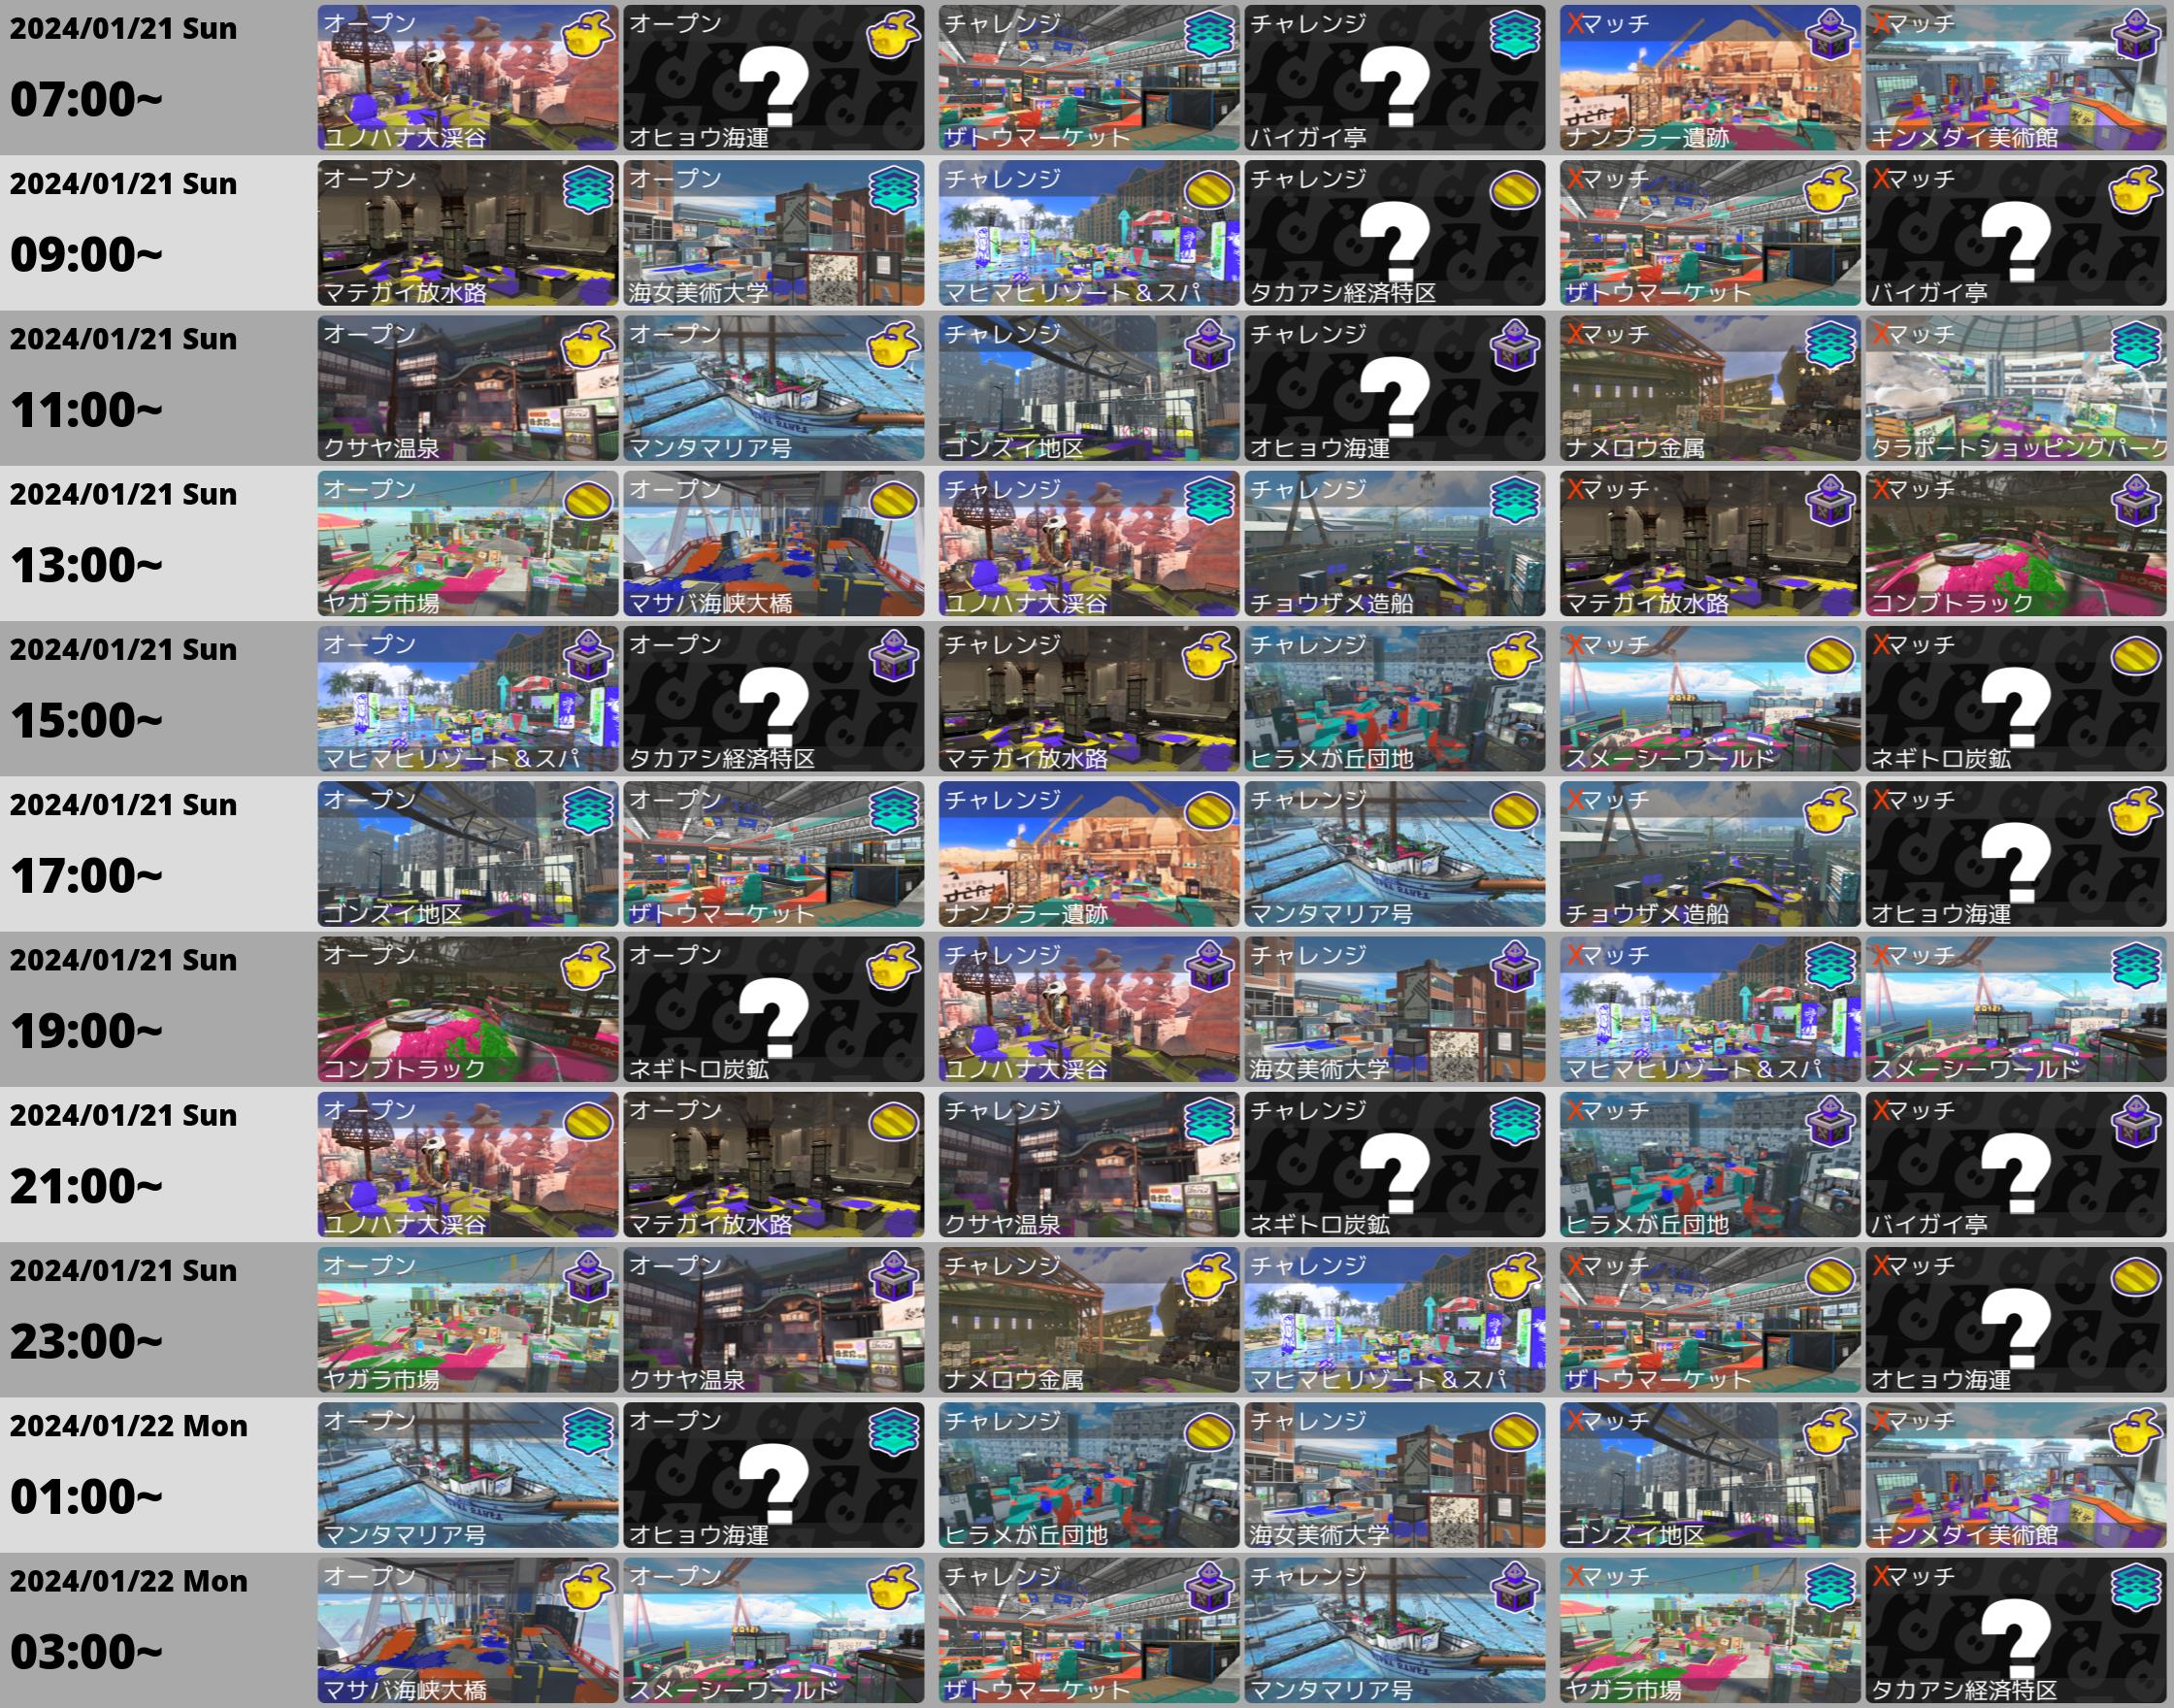 2024/01/21 Sun
07:00~
オープン
ユノハナ大渓谷
オープン
オヒョウ海運
チャレンジ
ザトウマーケット
チャレンジ
バイガイ亭
Xマッチ
ナンプラー遺跡
Xマッチ
キンメダイ美術館
2024/01/21 Sun
09:00~
オープン
マテガイ放水路
オープン
海女美術大学
チャレンジ
マヒマヒリゾート＆スパ
チャレンジ
タカアシ経済特区
Xマッチ
ザトウマーケット
Xマッチ
バイガイ亭
2024/01/21 Sun
11:00~
オープン
クサヤ温泉
オープン
マンタマリア号
チャレンジ
ゴンズイ地区
チャレンジ
オヒョウ海運
Xマッチ
ナメロウ金属
Xマッチ
タラポートショッピングパーク
2024/01/21 Sun
13:00~
オープン
ヤガラ市場
オープン
マサバ海峡大橋
チャレンジ
ユノハナ大渓谷
チャレンジ
チョウザメ造船
Xマッチ
マテガイ放水路
Xマッチ
コンブトラック
2024/01/21 Sun
15:00~
オープン
マヒマヒリゾート＆スパ
オープン
タカアシ経済特区
チャレンジ
マテガイ放水路
チャレンジ
ヒラメが丘団地
Xマッチ
スメーシーワールド
Xマッチ
ネギトロ炭鉱
2024/01/21 Sun
17:00~
オープン
ゴンズイ地区
オープン
ザトウマーケット
チャレンジ
ナンプラー遺跡
チャレンジ
マンタマリア号
Xマッチ
チョウザメ造船
Xマッチ
オヒョウ海運
2024/01/21 Sun
19:00~
オープン
コンブトラック
オープン
ネギトロ炭鉱
チャレンジ
ユノハナ大渓谷
チャレンジ
海女美術大学
Xマッチ
マヒマヒリゾート＆スパ
Xマッチ
スメーシーワールド
2024/01/21 Sun
21:00~
オープン
ユノハナ大渓谷
オープン
マテガイ放水路
チャレンジ
クサヤ温泉
チャレンジ
ネギトロ炭鉱
Xマッチ
ヒラメが丘団地
Xマッチ
バイガイ亭
2024/01/21 Sun
23:00~
オープン
ヤガラ市場
オープン
クサヤ温泉
チャレンジ
ナメロウ金属
チャレンジ
マヒマヒリゾート＆スパ
Xマッチ
ザトウマーケット
Xマッチ
オヒョウ海運
2024/01/22 Mon
01:00~
オープン
マンタマリア号
オープン
オヒョウ海運
チャレンジ
ヒラメが丘団地
チャレンジ
海女美術大学
Xマッチ
ゴンズイ地区
Xマッチ
キンメダイ美術館
2024/01/22 Mon
03:00~
オープン
マサバ海峡大橋
オープン
スメーシーワールド
チャレンジ
ザトウマーケット
チャレンジ
マンタマリア号
Xマッチ
ヤガラ市場
Xマッチ
タカアシ経済特区